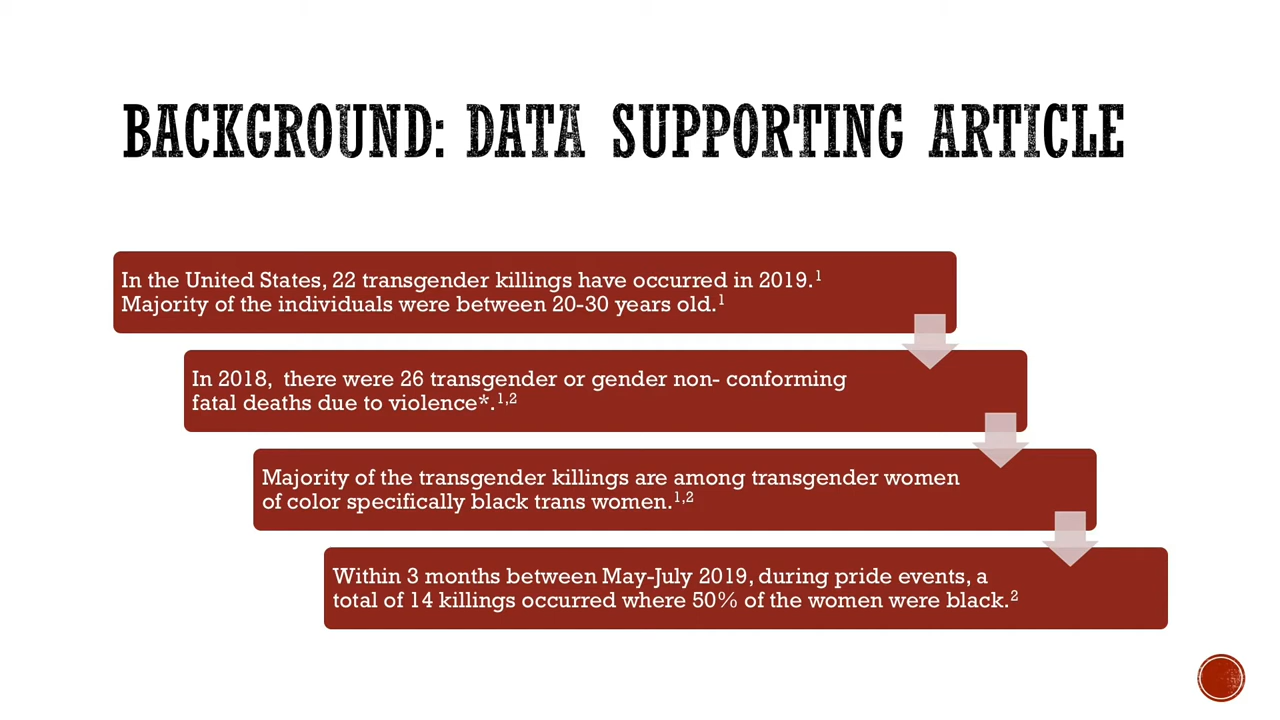 BACKGROUND: DATA SUPPORTING ARTICLE
In the United States, 22 transgender killings have occurred in 2019.¹
Majority of the individuals were between 20-30 years old.¹
In 2018,  there were 26 transgender or gender non- conforming
fatal deaths due to violence*.¹,²
Majority of the transgender killings are among transgender women
of color specifically black trans women.¹,²
Within 3 months between May-July 2019, during pride events, a
total of 14 killings occurred where 50% of the women were black.²